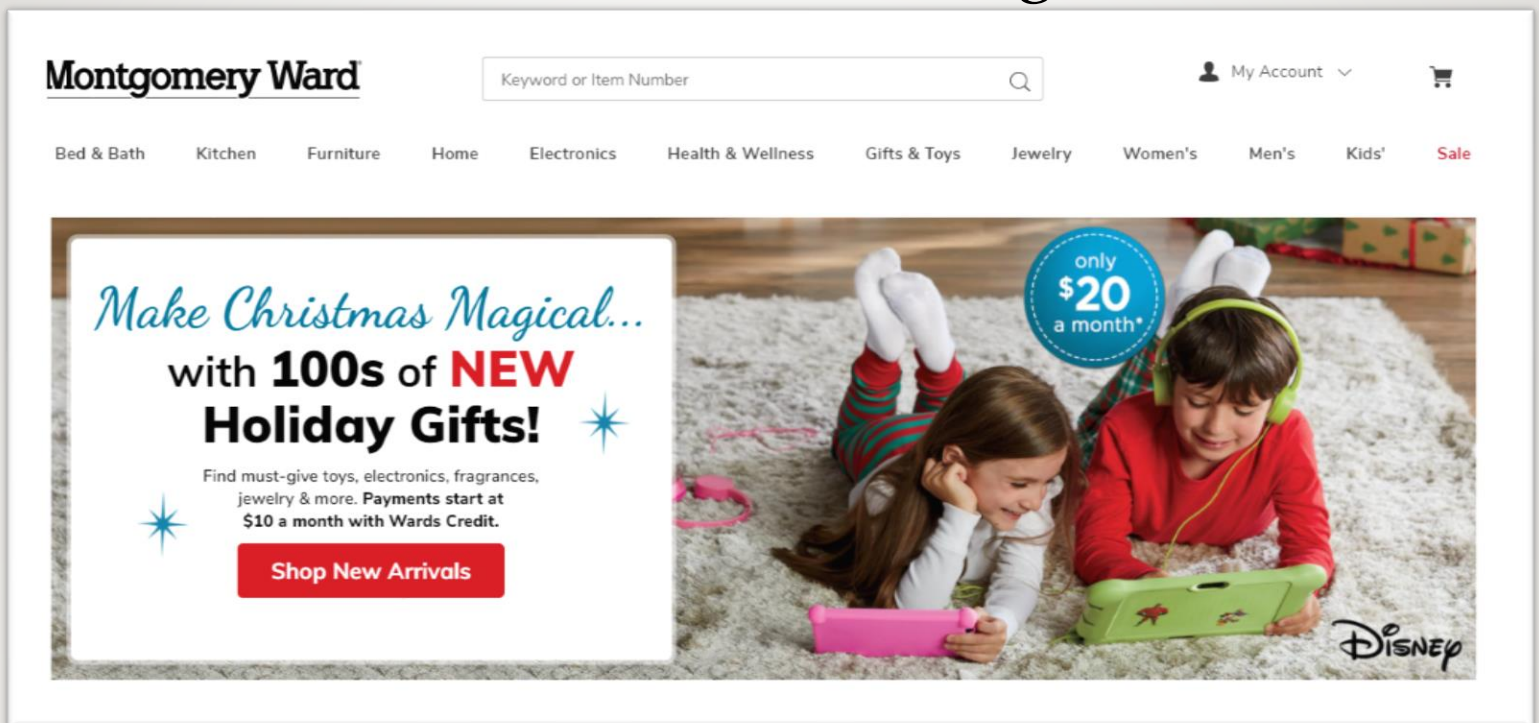 Montgomery Ward
Keyword or Item Number
My Account
Bed & Bath Kitchen Furniture Home Electronics Health & Wellness Gifts & Toys Jewelry Women's Men's Kids' Sale
Make Christmas Magical...
with 100s of NEW
Holiday Gifts!
Find must-give toys, electronics, fragrances,
jewelry & more. Payments start at
$10 a month with Wards Credit.
Shop New Arrivals
only
$20
a month*
Disney